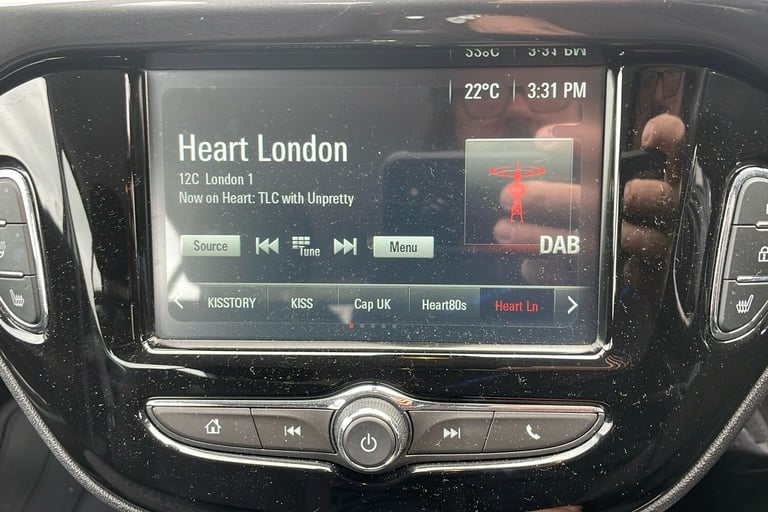 22°C 3:31 PM
Heart London
12C London 1
Now on Heart: TLC with Unpretty
Source Tune Menu
DAB
KISSTORY KISS Cap UK Heart80s Heart Ln